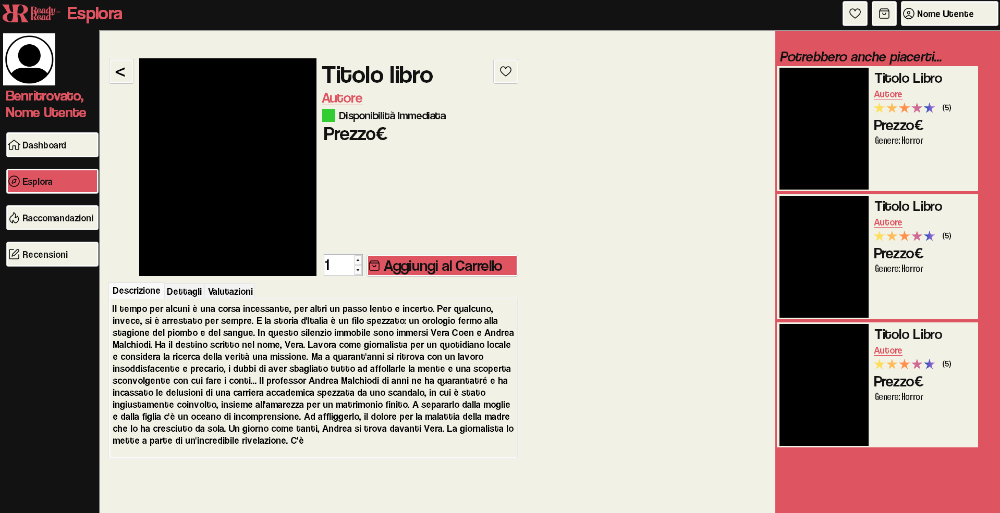 Ready to
Read
Esplora
Nome Utente
Benritrovato,
Nome Utente
Dashboard
Esplora
Raccomandazioni
Recensioni
<
Titolo libro
Autore
Disponibilità Immediata
Prezzo€
1
Aggiungi al Carrello
Descrizione
Dettagli
Valutazioni
Il tempo per alcuni è una corsa incessante, per altri un passo lento e incerto. Per qualcuno,
invece, si è arrestato per sempre. E la storia d'Italia è un filo spezzato: un orologio fermo alla
stagione del piombo e del sangue. In questo silenzio immobile sono immersi Vera Coen e Andrea
Malchiodi. Ha il destino scritto nel nome, Vera. Lavora come giornalista per un quotidiano locale
e considera la ricerca della verità una missione. Ma a quarant'anni si ritrova con un lavoro
insoddisfacente e precario, i dubbi di aver sbagliato tutto ad affollarle la mente e una scoperta
sconvolgente con cui fare i conti... Il professor Andrea Malchiodi di anni ne ha quarantatré e ha
incassato le delusioni di una carriera accademica spezzata da uno scandalo, in cui è stato
ingiustamente coinvolto, insieme all'amarezza per un matrimonio finito. A separarlo dalla moglie
e dalla figlia c'è un oceano di incomprensione. Ad affliggerlo, il dolore per la malattia della madre
che lo ha cresciuto da sola. Un giorno come tanti, Andrea si trova davanti Vera. La giornalista lo
mette a parte di un'incredibile rivelazione. C'è
Potrebbero anche piacerti...
Titolo Libro
Autore
(5)
Prezzo€
Genere: Horror
Titolo Libro
Autore
(5)
Prezzo€
Genere: Horror
Titolo Libro
Autore
(5)
Prezzo€
Genere: Horror